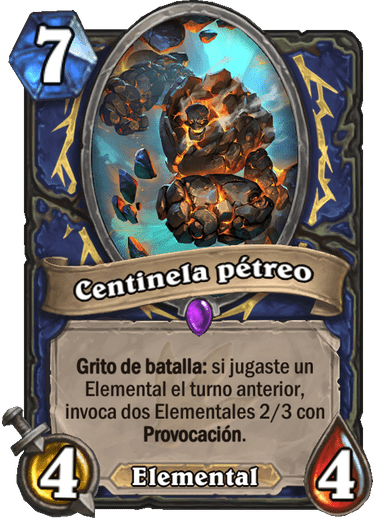 7
Centinela pétreo
Grito de batalla: si jugaste un
Elemental el turno anterior,
invoca dos Elementales 2/3 con
Provocación.
4
Elemental
4